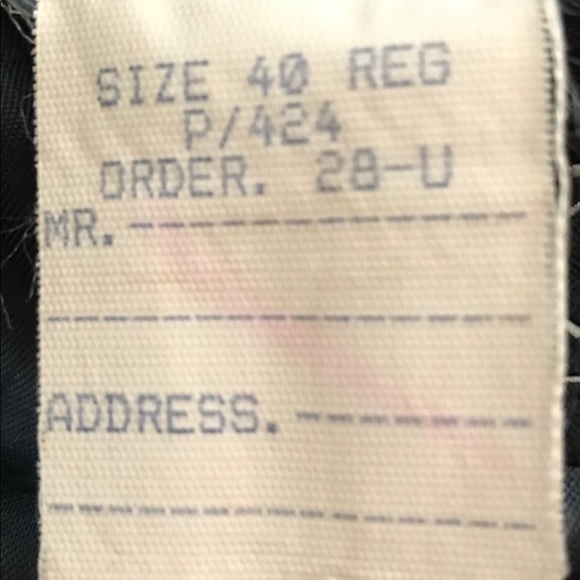 SIZE 40 REG
P/424
ORDER. 28-U
MR.
ADDRESS.